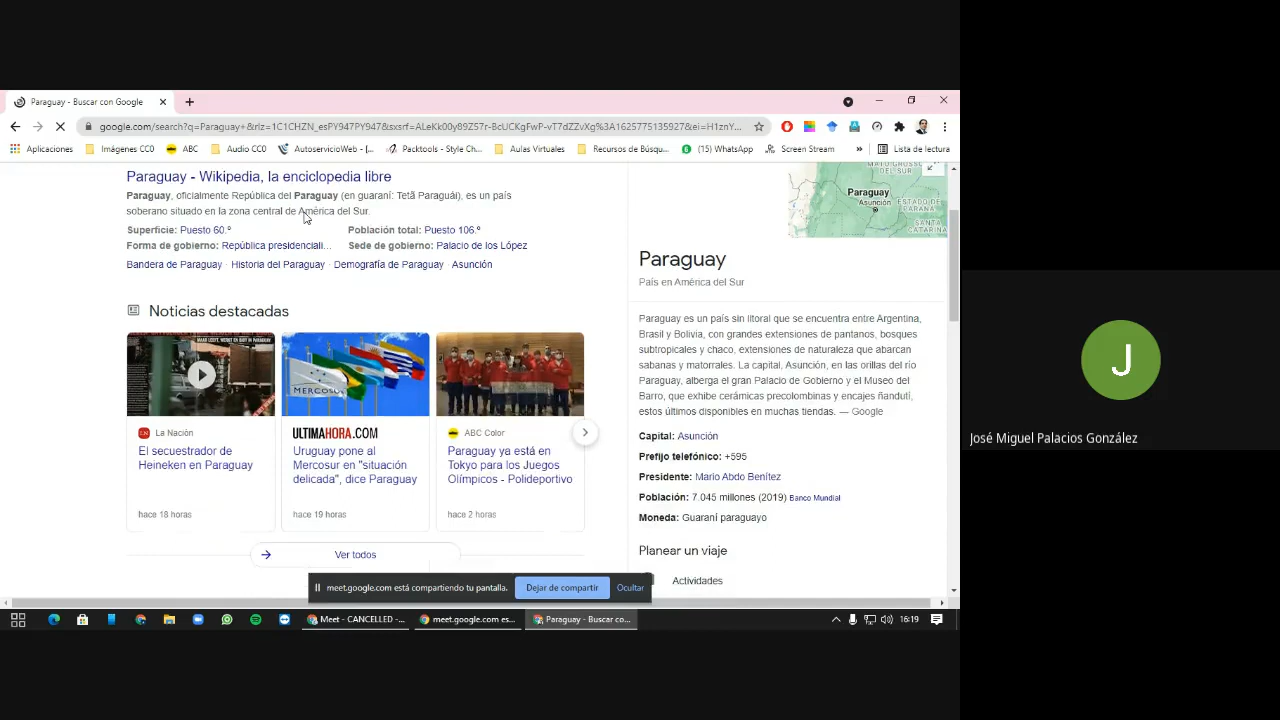 Paraguay - Buscar con Google
google.com/search?q=Paraguay+&rlz=1C1CHZN_esPY947PY947&sxsrf=ALeKk00y89Z57r-BcUCKgFwP-vT7dZZvXg%3A1625775135927&ei=H1znY...
Aplicaciones
Imágenes CC0
ABC
Audio CC0
AutoservicioWeb - [...
Packtools - Style Ch...
Aulas Virtuales
Recursos de Búsqu...
(15) WhatsApp
Screen Stream
»
Lista de lectura
Paraguay - Wikipedia, la enciclopedia libre
Paraguay, oficialmente República del Paraguay (en guaraní: Tetã Paraguái), es un país
soberano situado en la zona central de América del Sur.
Superficie: Puesto 60.º
Población total: Puesto 106.º
Forma de gobierno: República presidenciali...
Sede de gobierno: Palacio de los López
Bandera de Paraguay · Historia del Paraguay · Demografía de Paraguay · Asunción
Noticias destacadas
MERCOSUR
La Nación
El secuestrador de
Heineken en Paraguay
hace 18 horas
ULTIMAHORA.COM
Uruguay pone al
Mercosur en "situación
delicada", dice Paraguay
hace 19 horas
ABC Color
Paraguay ya está en
Tokyo para los Juegos
Olímpicos - Polideportivo
hace 2 horas
Ver todos
MATO GROSSO
DEL SUR
Paraguay
Asunción
ESTADO DE
PARANÁ
SANTA
CATARINA
Paraguay
País en América del Sur
Paraguay es un país sin litoral que se encuentra entre Argentina,
Brasil y Bolivia, con grandes extensiones de pantanos, bosques
subtropicales y chaco, extensiones de naturaleza que abarcan
sabanas y matorrales. La capital, Asunción, en las orillas del río
Paraguay, alberga el gran Palacio de Gobierno y el Museo del
Barro, que exhibe cerámicas precolombinas y encajes ñandutí,
estos últimos disponibles en muchas tiendas. — Google
Capital: Asunción
Prefijo telefónico: +595
Presidente: Mario Abdo Benítez
Población: 7.045 millones (2019) Banco Mundial
Moneda: Guaraní paraguayo
Planear un viaje
Actividades
meet.google.com está compartiendo tu pantalla.
Dejar de compartir
Ocultar
Meet - CANCELLED -...
meet.google.com es...
Paraguay - Buscar co...
16:19
J
José Miguel Palacios González